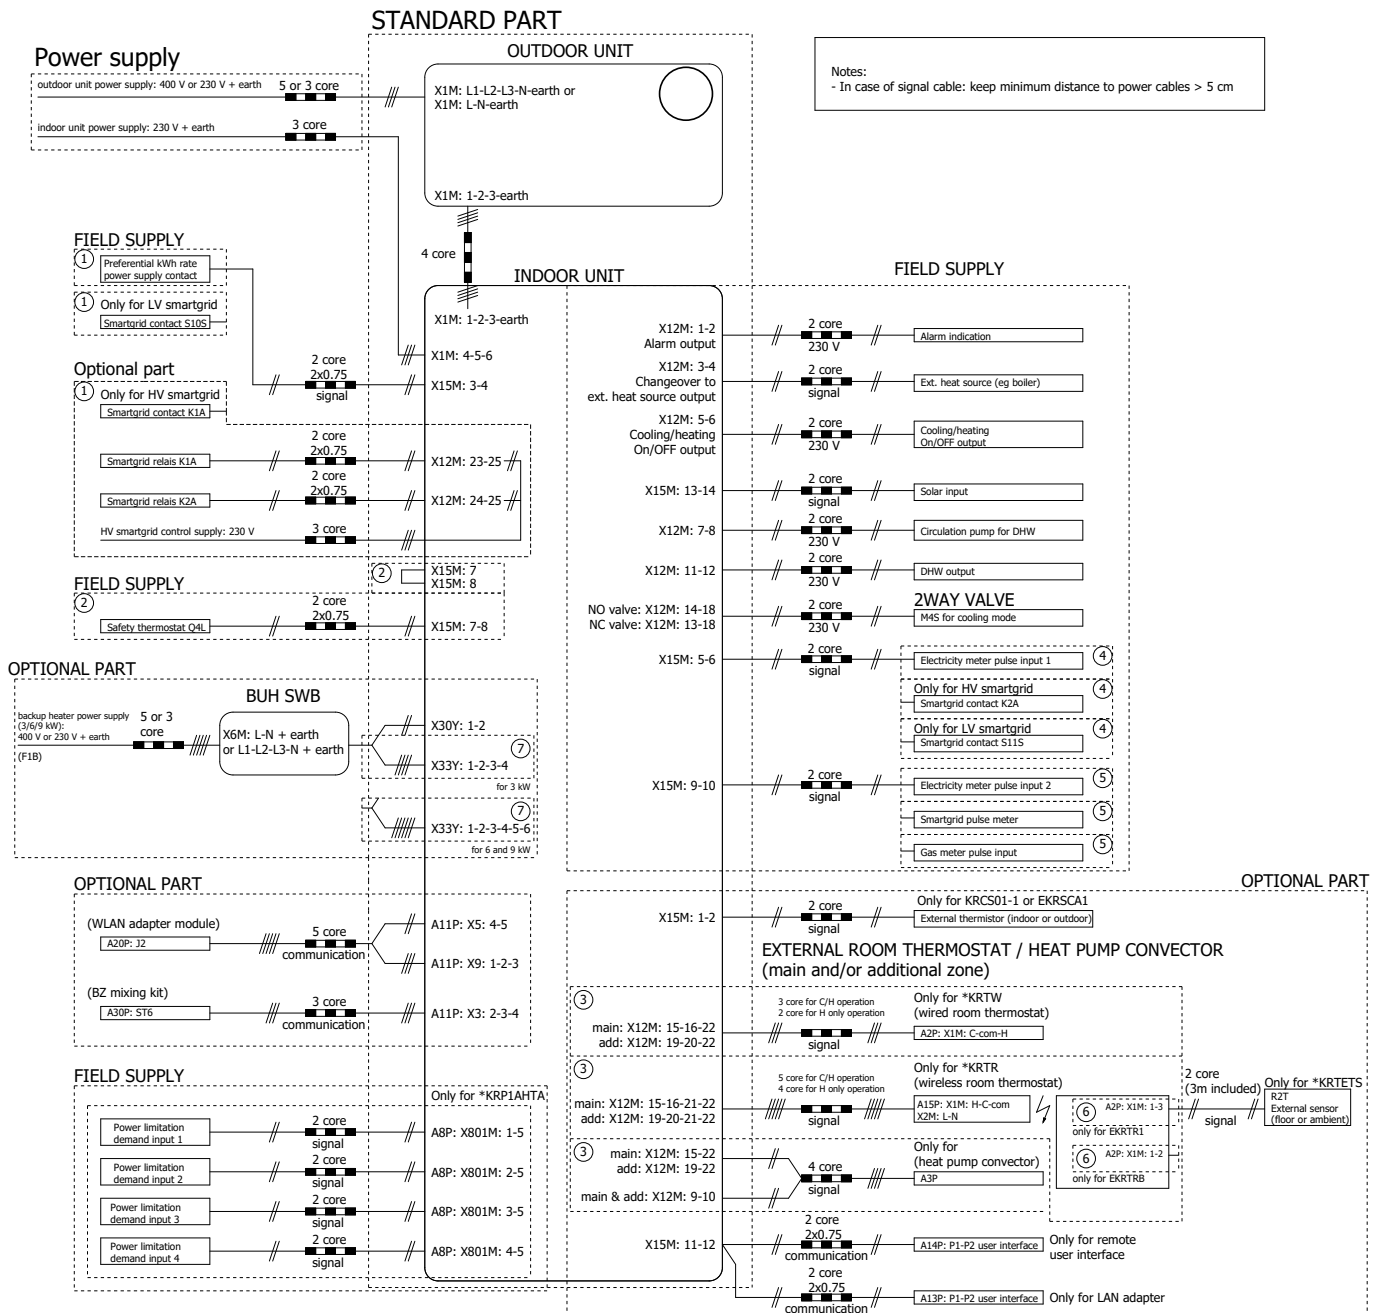 STANDARD PART
Power supply
outdoor unit power supply: 400 V or 230 V + earth
5 or 3 core
indoor unit power supply: 230 V + earth
3 core
OUTDOOR UNIT
X1M: L1-L2-L3-N-earth or
X1M: L-N-earth
X1M: 1-2-3-earth
Notes:
- In case of signal cable: keep minimum distance to power cables > 5 cm
4 core
INDOOR UNIT
X1M: 1-2-3-earth
X1M: 4-5-6
FIELD SUPPLY
1
Preferential kWh rate
power supply contact
1
Only for LV smartgrid
Smartgrid contact S10S
2 core
2x0.75
signal
X15M: 3-4
Optional part
1
Only for HV smartgrid
Smartgrid contact K1A
Smartgrid relais K1A
2 core
2x0.75
X12M: 23-25
Smartgrid relais K2A
2 core
2x0.75
X12M: 24-25
HV smartgrid control supply: 230 V
3 core
2
X15M: 7
X15M: 8
FIELD SUPPLY
2
Safety thermostat Q4L
2 core
2x0.75
X15M: 7-8
OPTIONAL PART
backup heater power supply
(3/6/9 kW):
400 V or 230 V + earth
(F1B)
5 or 3
core
BUH SWB
X6M: L-N + earth
or L1-L2-L3-N + earth
X30Y: 1-2
7
X33Y: 1-2-3-4
for 3 kW
7
X33Y: 1-2-3-4-5-6
for 6 and 9 kW
OPTIONAL PART
(WLAN adapter module)
A20P: J2
5 core
communication
A11P: X5: 4-5
A11P: X9: 1-2-3
(BZ mixing kit)
A30P: ST6
3 core
communication
A11P: X3: 2-3-4
FIELD SUPPLY
Only for *KRP1AHTA
Power limitation
demand input 1
2 core
signal
A8P: X801M: 1-5
Power limitation
demand input 2
2 core
signal
A8P: X801M: 2-5
Power limitation
demand input 3
2 core
signal
A8P: X801M: 3-5
Power limitation
demand input 4
2 core
signal
A8P: X801M: 4-5
FIELD SUPPLY
X12M: 1-2
Alarm output
2 core
230 V
Alarm indication
X12M: 3-4
Changeover to
ext. heat source output
2 core
signal
Ext. heat source (eg boiler)
X12M: 5-6
Cooling/heating
On/OFF output
2 core
230 V
Cooling/heating
On/OFF output
X15M: 13-14
2 core
signal
Solar input
X12M: 7-8
2 core
230 V
Circulation pump for DHW
X12M: 11-12
2 core
230 V
DHW output
NO valve: X12M: 14-18
NC valve: X12M: 13-18
2 core
230 V
2WAY VALVE
M4S for cooling mode
X15M: 5-6
2 core
signal
Electricity meter pulse input 1
4
Only for HV smartgrid
Smartgrid contact K2A
4
Only for LV smartgrid
Smartgrid contact S11S
4
X15M: 9-10
2 core
signal
Electricity meter pulse input 2
5
Smartgrid pulse meter
5
Gas meter pulse input
5
OPTIONAL PART
X15M: 1-2
2 core
signal
Only for KRCS01-1 or EKRSCA1
External thermistor (indoor or outdoor)
EXTERNAL ROOM THERMOSTAT / HEAT PUMP CONVECTOR
(main and/or additional zone)
3
main: X12M: 15-16-22
add: X12M: 19-20-22
3 core for C/H operation
2 core for H only operation
signal
Only for *KRTW
(wired room thermostat)
A2P: X1M: C-com-H
3
main: X12M: 15-16-21-22
add: X12M: 19-20-21-22
5 core for C/H operation
4 core for H only operation
signal
Only for *KRTR
(wireless room thermostat)
A15P: X1M: H-C-com
X2M: L-N
6
A2P: X1M: 1-3
only for EKRTR1
6
A2P: X1M: 1-2
only for EKRTRB
2 core
(3m included)
signal
Only for *KRTETS
R2T
External sensor
(floor or ambient)
3
main: X12M: 15-22
add: X12M: 19-22
main & add: X12M: 9-10
4 core
signal
Only for
(heat pump convector)
A3P
X15M: 11-12
2 core
2x0.75
communication
A14P: P1-P2 user interface
Only for remote
user interface
2 core
2x0.75
communication
A13P: P1-P2 user interface
Only for LAN adapter